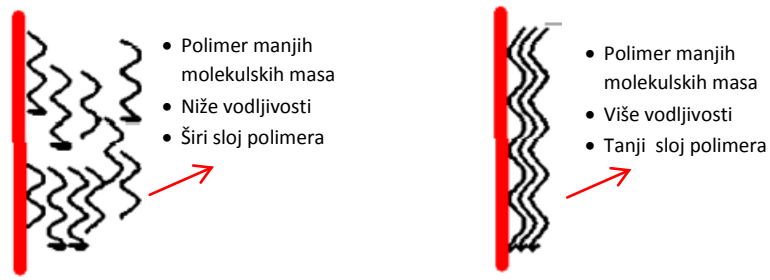 • Polimer manjih
molekulskih masa
• Niže vodljivosti
• Širi sloj polimera
• Polimer manjih
molekulskih masa
• Više vodljivosti
• Tanji sloj polimera